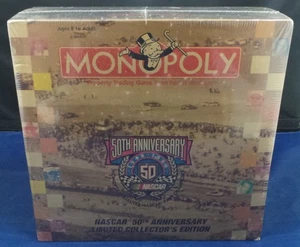 MONOPOLY
50TH ANNIVERSARY
50
NASCAR
NASCAR 50TH ANNIVERSARY
LIMITED COLLECTOR'S EDITION